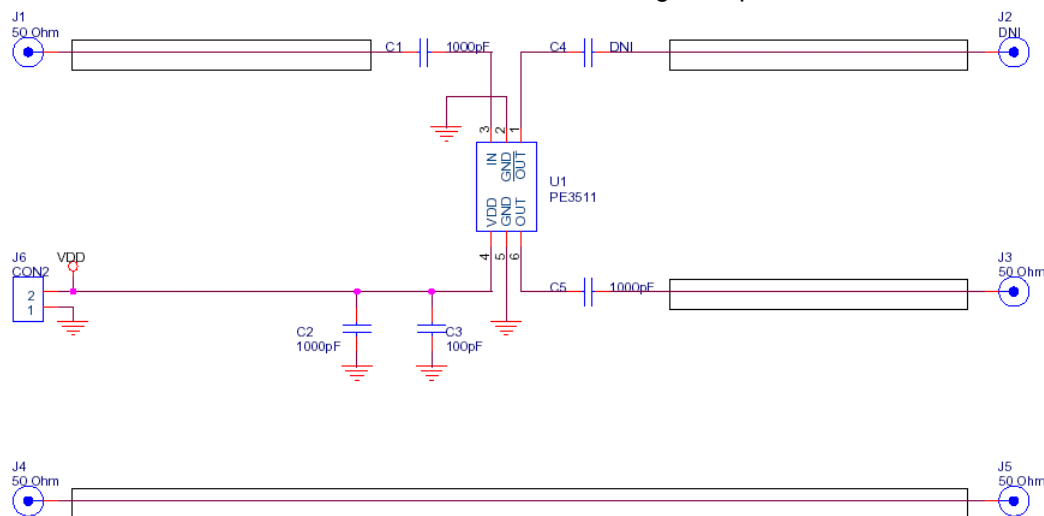 J1
50 Ohm
C1
1000pF
C4
DNI
J2
DNI
3
2
1
IN
GND
OUT
U1
PE3511
VDD
GND
OUT
4
5
6
J6
CON2
VDD
2
1
C2
1000pF
C3
100pF
C5
1000pF
J3
50 Ohm
J4
50 Ohm
J5
50 Ohm